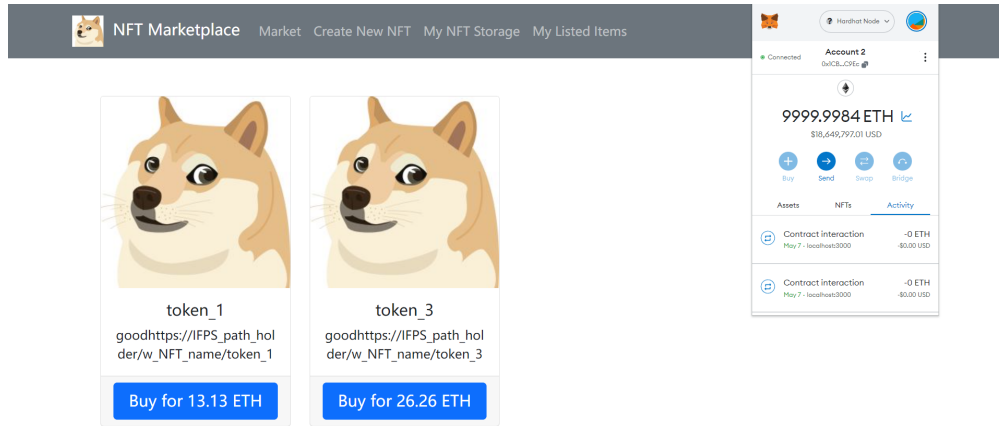 NFT Marketplace Market Create New NFT My NFT Storage My Listed Items
token_1
goodhttps://IFPS_path_hol
der/w_NFT_name/token_1
Buy for 13.13 ETH
token_3
goodhttps://IFPS_path_hol
der/w_NFT_name/token_3
Buy for 26.26 ETH
Hardhat Node
Connected
Account 2
0x1CB...C9Ec
9999.9984 ETH
$18,649,797.01 USD
Buy Send Swap Bridge
Assets NFTs Activity
Contract interaction -0 ETH
May 7 · localhost:3000 -$0.00 USD
Contract interaction -0 ETH
May 7 · localhost:3000 -$0.00 USD